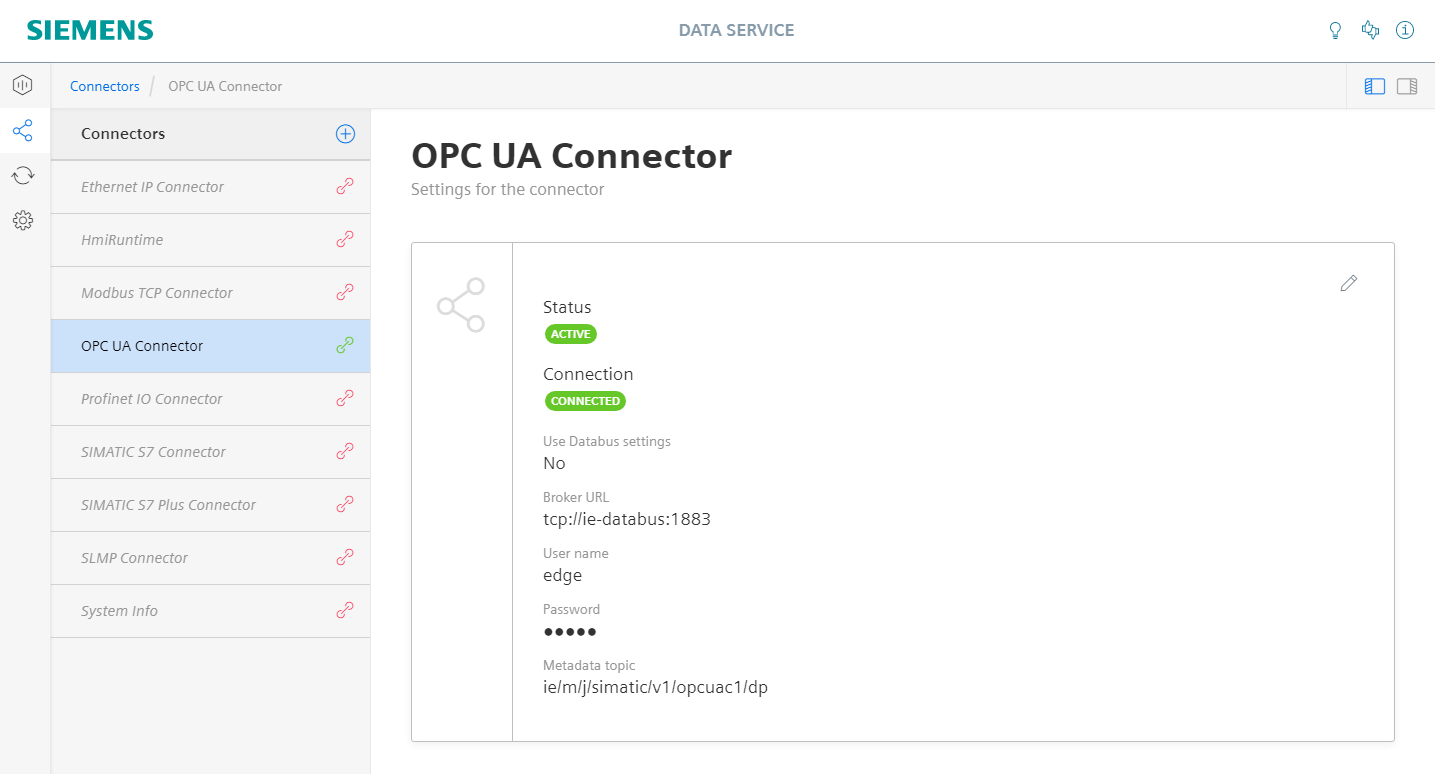 SIEMENS
DATA SERVICE
Connectors / OPC UA Connector
Connectors
Ethernet IP Connector
HmiRuntime
Modbus TCP Connector
OPC UA Connector
Profinet IO Connector
SIMATIC S7 Connector
SIMATIC S7 Plus Connector
SLMP Connector
System Info
OPC UA Connector
Settings for the connector
Status
ACTIVE
Connection
CONNECTED
Use Databus settings
No
Broker URL
tcp://ie-databus:1883
User name
edge
Password
●●●●●
Metadata topic
ie/m/j/simatic/v1/opcuac1/dp